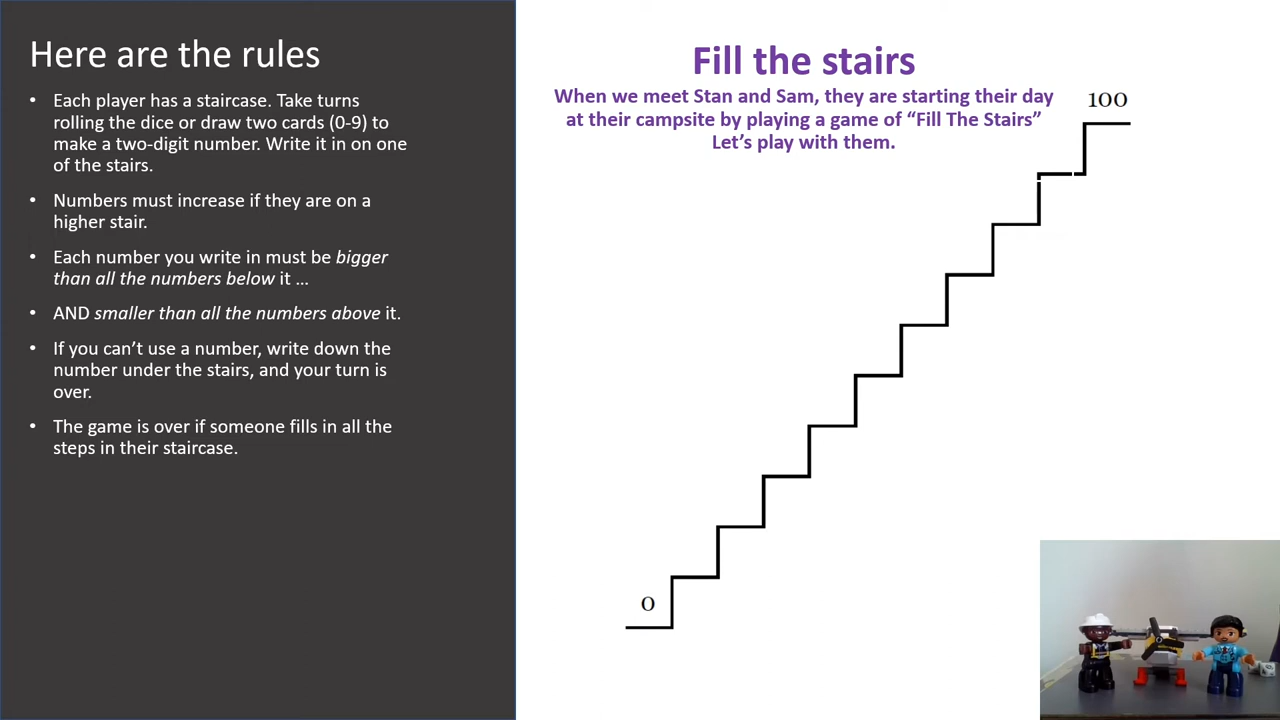 Here are the rules
• Each player has a staircase. Take turns
rolling the dice or draw two cards (0-9) to
make a two-digit number. Write it in on one
of the stairs.
• Numbers must increase if they are on a
higher stair.
• Each number you write in must be bigger
than all the numbers below it ...
• AND smaller than all the numbers above it.
• If you can’t use a number, write down the
number under the stairs, and your turn is
over.
• The game is over if someone fills in all the
steps in their staircase.
Fill the stairs
When we meet Stan and Sam, they are starting their day
at their campsite by playing a game of “Fill The Stairs”
Let’s play with them.
100
0